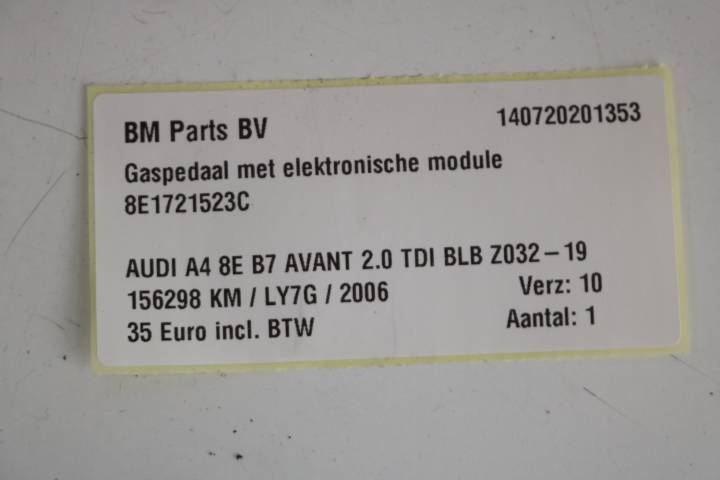 BM Parts BV 140720201353
Gaspedaal met elektronische module
8E1721523C
AUDI A4 8E B7 AVANT 2.0 TDI BLB Z032-19
156298 KM / LY7G / 2006 Verz: 10
35 Euro incl. BTW Aantal: 1